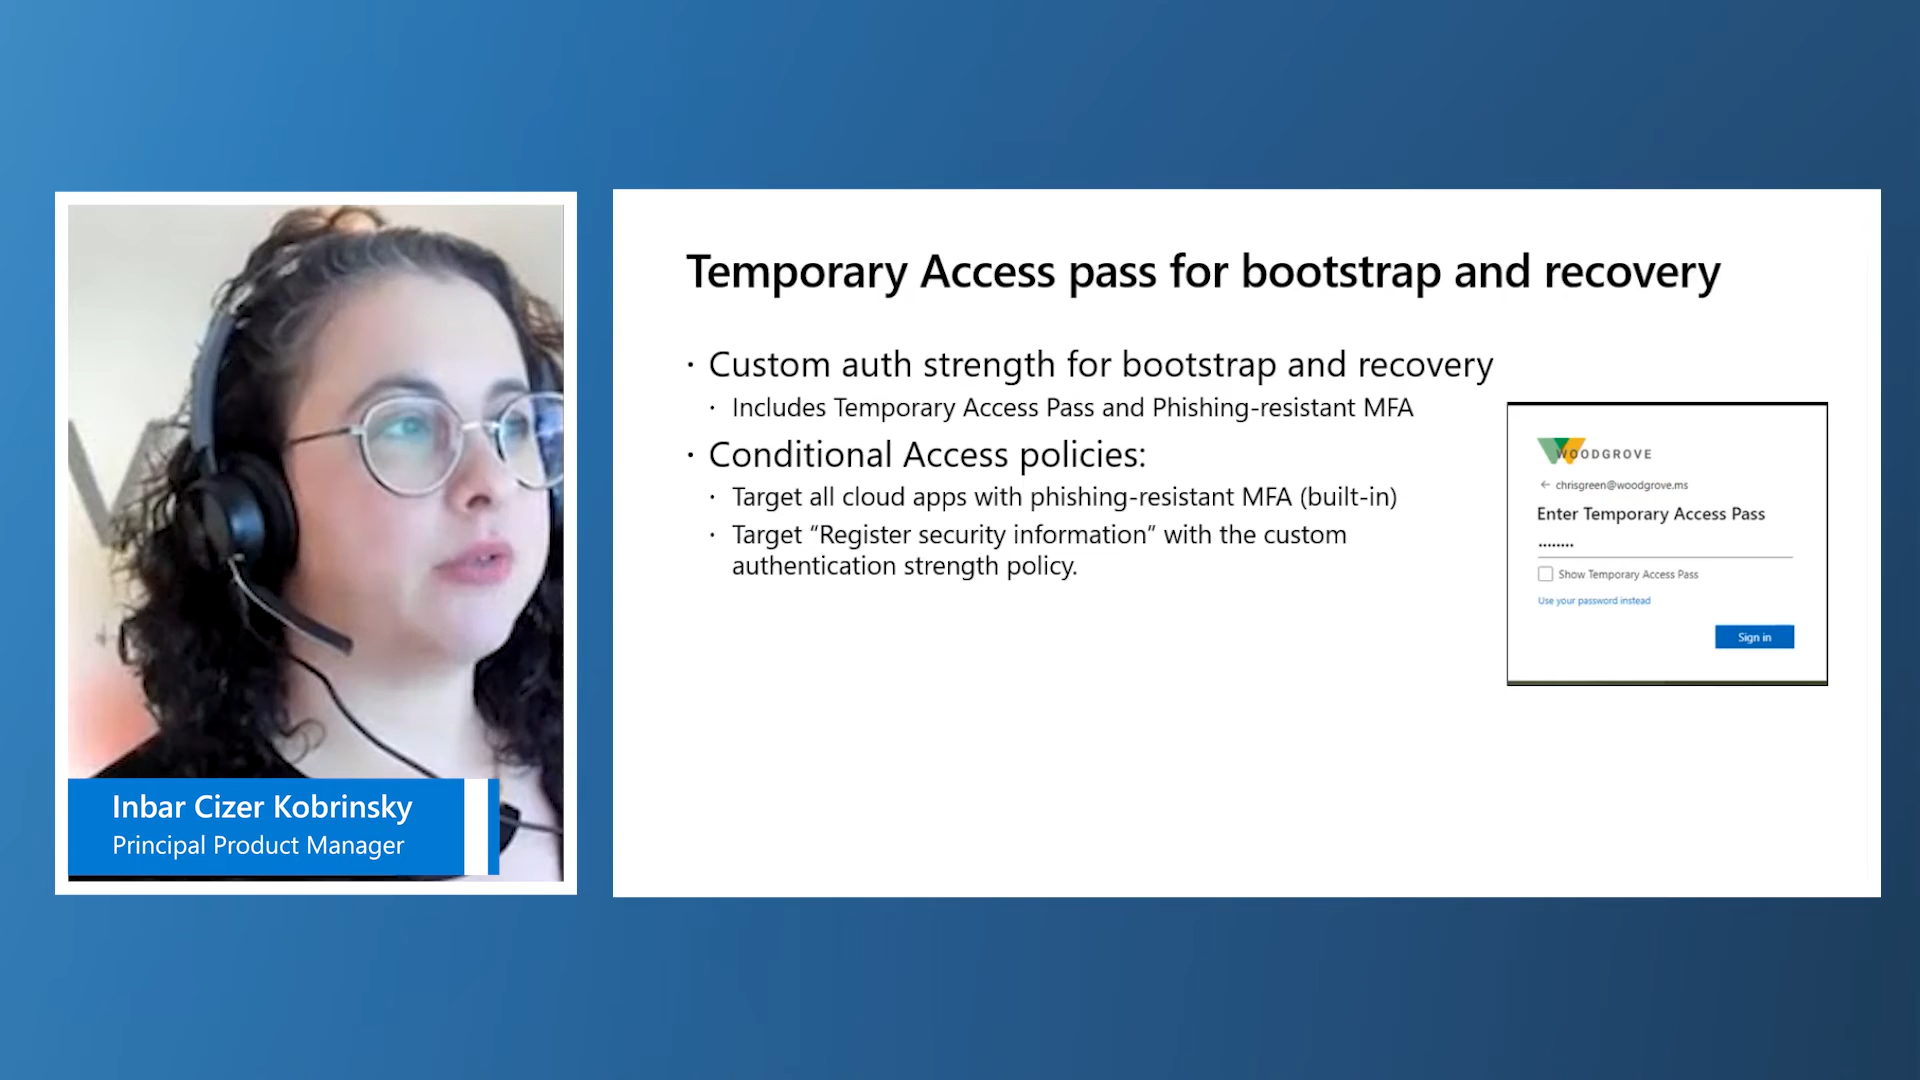 Temporary Access pass for bootstrap and recovery
· Custom auth strength for bootstrap and recovery
· Includes Temporary Access Pass and Phishing-resistant MFA
· Conditional Access policies:
· Target all cloud apps with phishing-resistant MFA (built-in)
· Target “Register security information” with the custom
authentication strength policy.
WOODGROVE
← chrisgreen@woodgrove.ms
Enter Temporary Access Pass
••••••••
Show Temporary Access Pass
Use your password instead
Sign in
Inbar Cizer Kobrinsky
Principal Product Manager